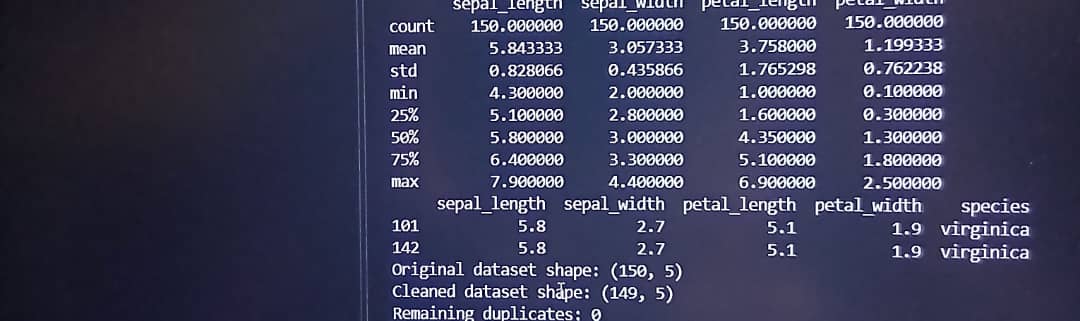 sepal_length sepal_width petal_length petal_width
count 150.000000 150.000000 150.000000 150.000000
mean 5.843333 3.057333 3.758000 1.199333
std 0.828066 0.435866 1.765298 0.762238
min 4.300000 2.000000 1.000000 0.100000
25% 5.100000 2.800000 1.600000 0.300000
50% 5.800000 3.000000 4.350000 1.300000
75% 6.400000 3.300000 5.100000 1.800000
max 7.900000 4.400000 6.900000 2.500000
sepal_length sepal_width petal_length petal_width species
101 5.8 2.7 5.1 1.9 virginica
142 5.8 2.7 5.1 1.9 virginica
Original dataset shape: (150, 5)
Cleaned dataset shape: (149, 5)
Remaining duplicates: 0